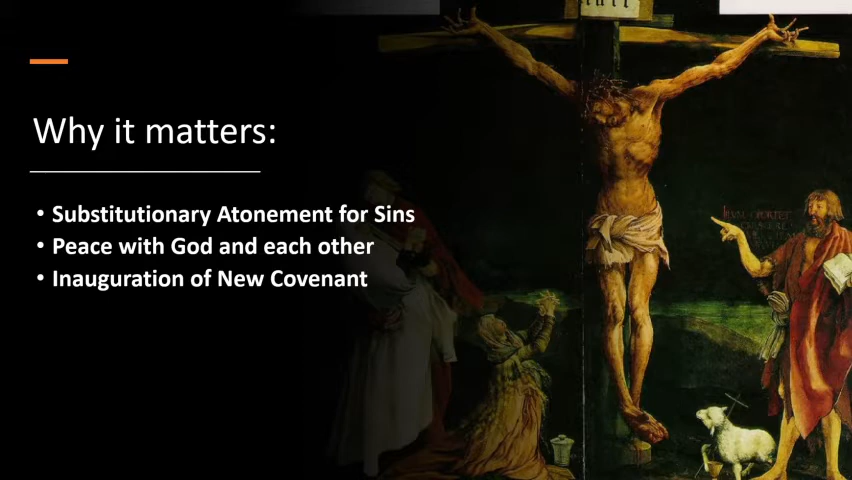 Why it matters:
• Substitutionary Atonement for Sins
• Peace with God and each other
• Inauguration of New Covenant